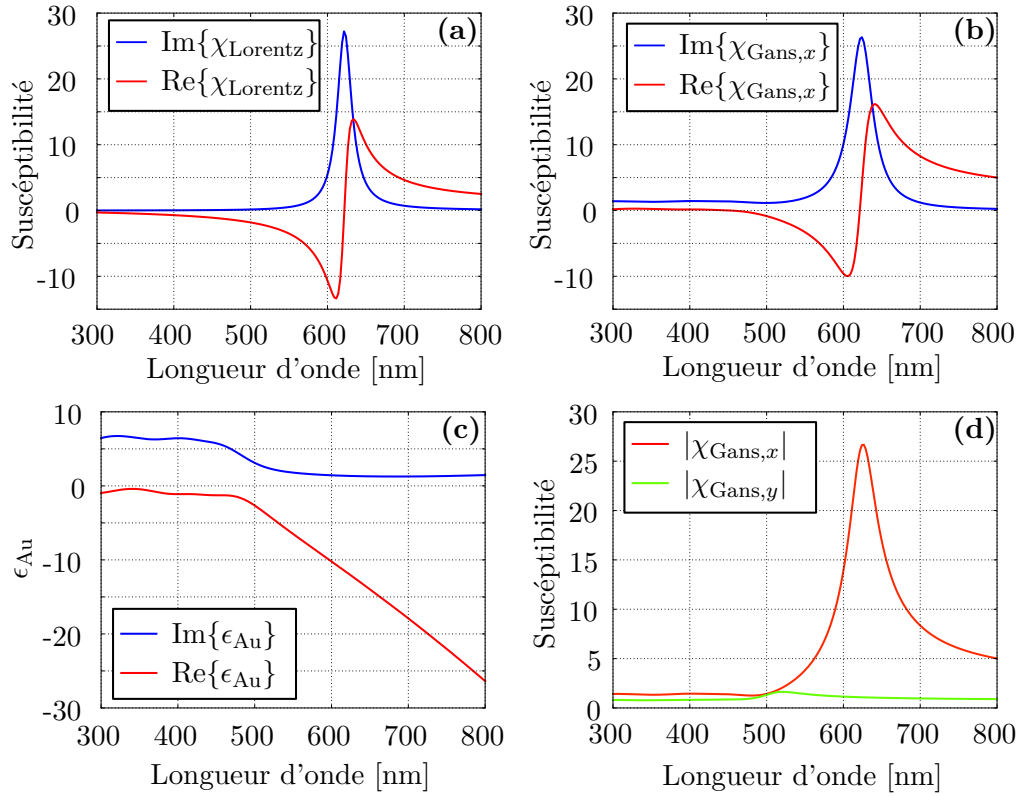 (a)
Im{χLorentz}
Re{χLorentz}
30
20
10
0
-10
Suscéptibilité
300 400 500 600 700 800
Longueur d'onde [nm]
(b)
Im{χGans,x}
Re{χGans,x}
30
20
10
0
-10
Suscéptibilité
300 400 500 600 700 800
Longueur d'onde [nm]
(c)
10
0
-10
-20
-30
ϵAu
Im{ϵAu}
Re{ϵAu}
300 400 500 600 700 800
Longueur d'onde [nm]
(d)
|χGans,x|
|χGans,y|
30
25
20
15
10
5
0
Suscéptibilité
300 400 500 600 700 800
Longueur d'onde [nm]